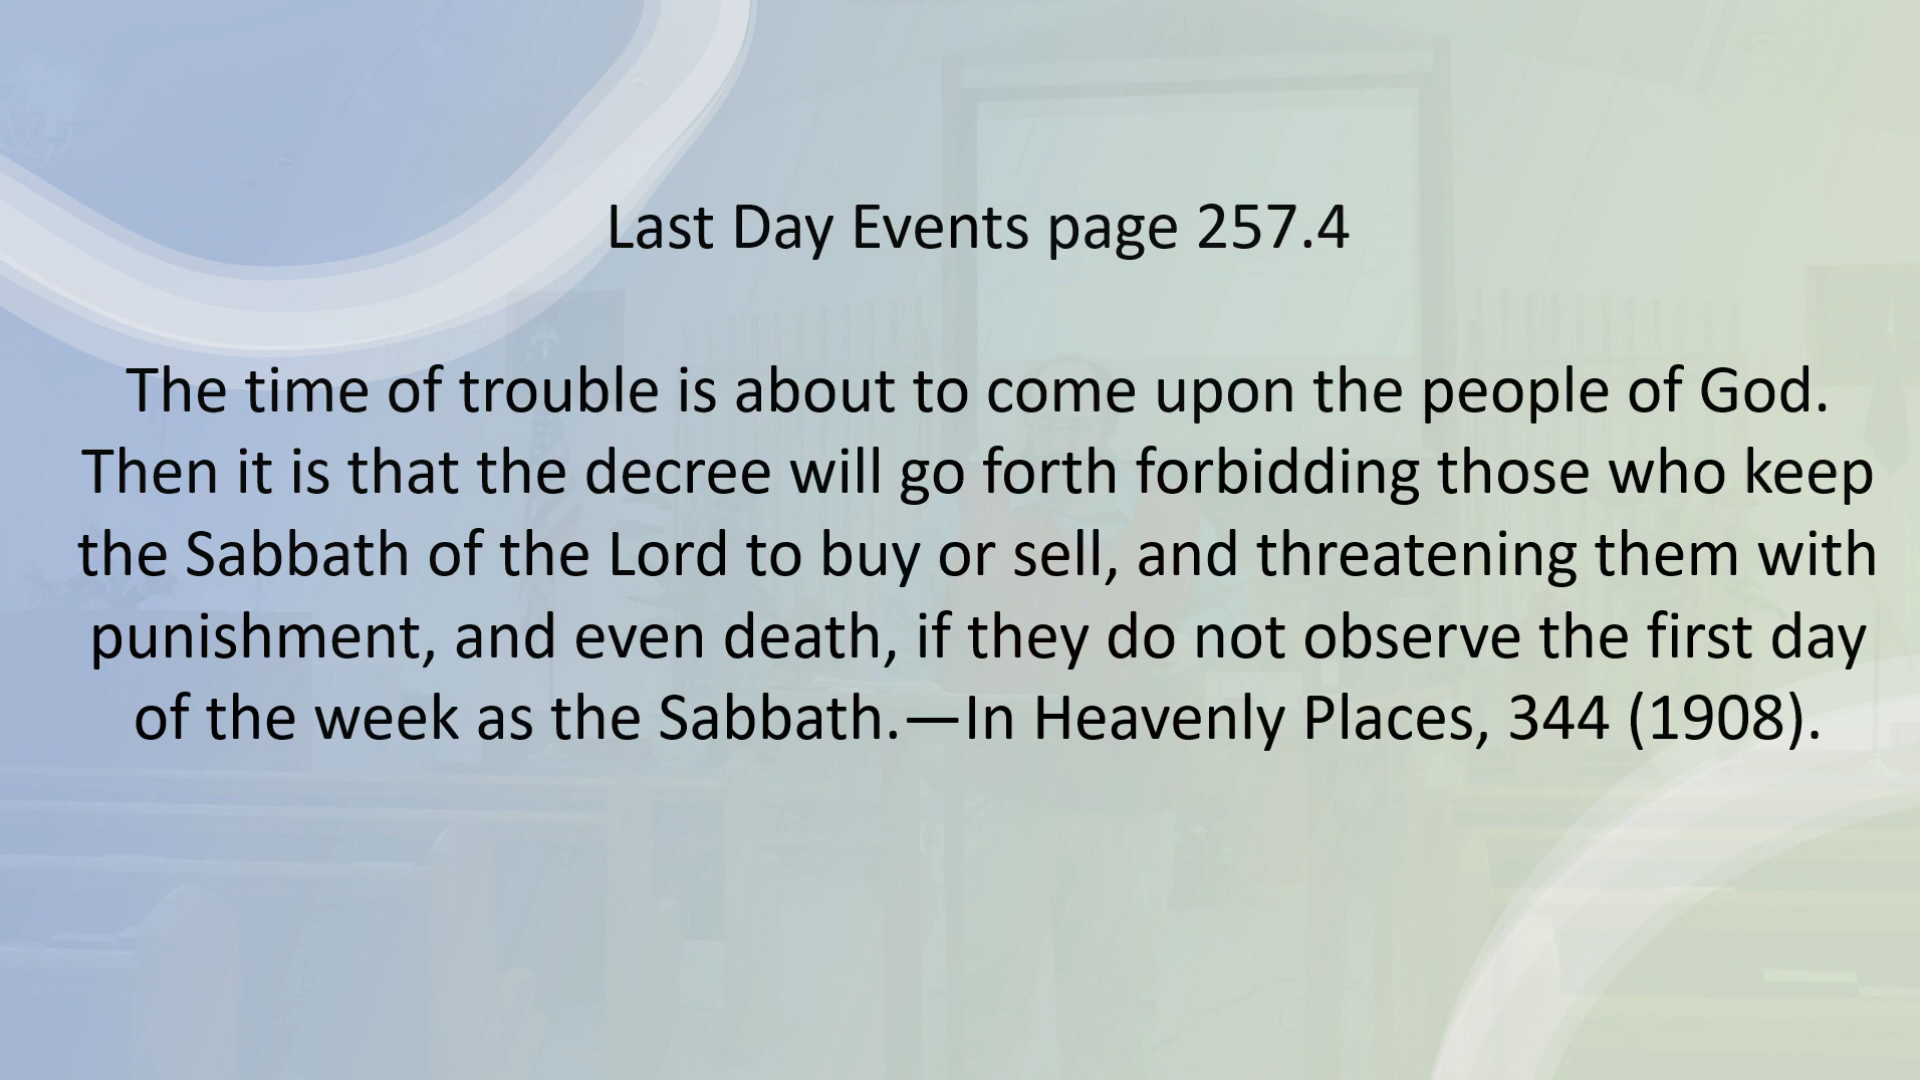 Last Day Events page 257.4
The time of trouble is about to come upon the people of God.
Then it is that the decree will go forth forbidding those who keep
the Sabbath of the Lord to buy or sell, and threatening them with
punishment, and even death, if they do not observe the first day
of the week as the Sabbath.—In Heavenly Places, 344 (1908).